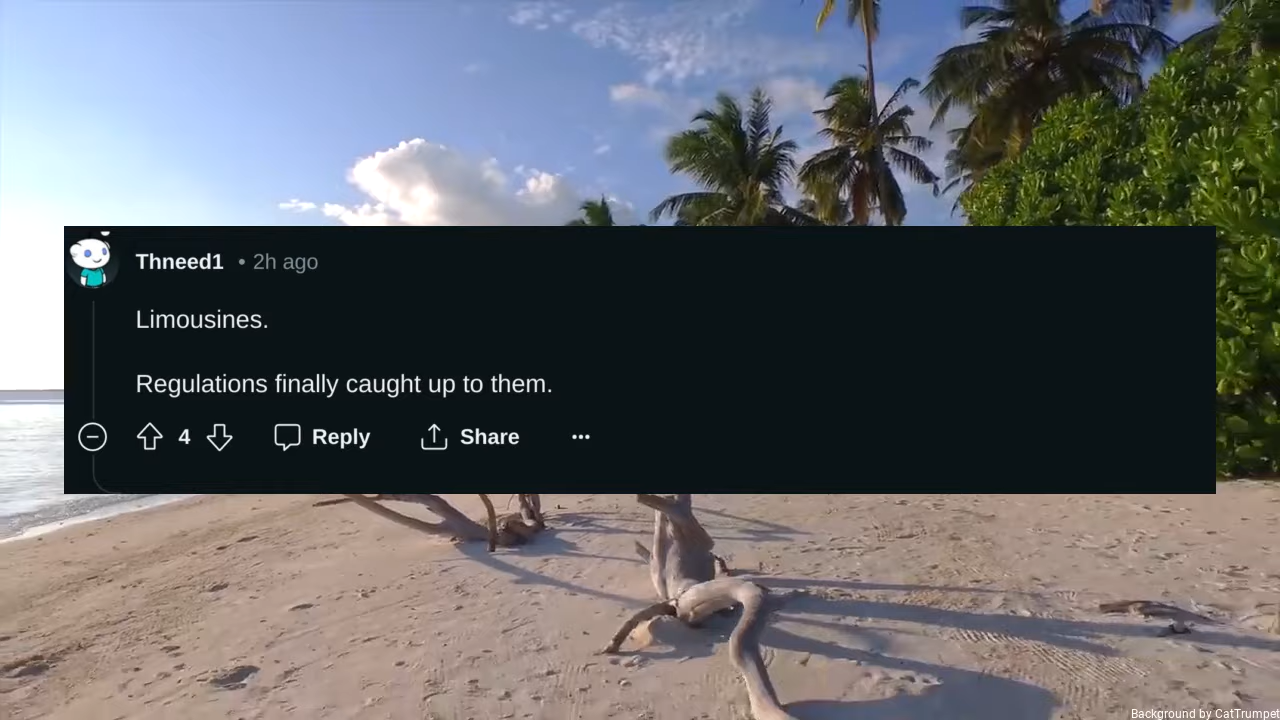 Thneed1 • 2h ago
Limousines.
Regulations finally caught up to them.
4 Reply Share •••
Background by CatTrumpet